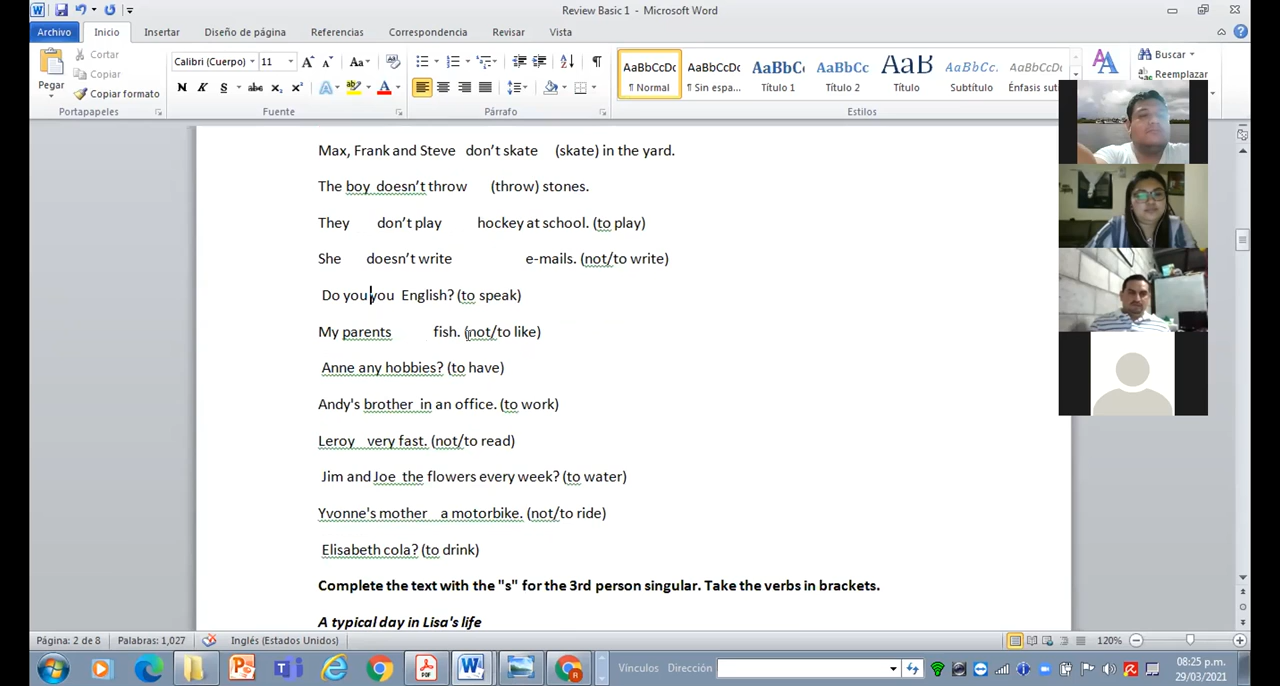 Review Basic 1 - Microsoft Word
Archivo Inicio Insertar Diseño de página Referencias Correspondencia Revisar Vista
Pegar Cortar Copiar Copiar formato
Portapapeles
Calibri (Cuerpo) 11
Fuente
Párrafo
AaBbCcDc ¶ Normal
AaBbCcDc ¶ Sin espa...
AaBbC Título 1
AaBbCc Título 2
AaB Título
AaBbCc. Subtítulo
AaBbCcDc Énfasis sutil
Estilos
Buscar
Reemplazar
Max, Frank and Steve don't skate (skate) in the yard.
The boy doesn't throw (throw) stones.
They don't play hockey at school. (to play)
She doesn't write e-mails. (not/to write)
Do you you English? (to speak)
My parents fish. (not/to like)
Anne any hobbies? (to have)
Andy's brother in an office. (to work)
Leroy very fast. (not/to read)
Jim and Joe the flowers every week? (to water)
Yvonne's mother a motorbike. (not/to ride)
Elisabeth cola? (to drink)
Complete the text with the "s" for the 3rd person singular. Take the verbs in brackets.
A typical day in Lisa's life
Página: 2 de 8 Palabras: 1,027 Inglés (Estados Unidos) 120%
Vínculos Dirección
08:25 p.m.
29/03/2021